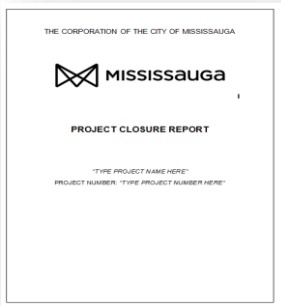 THE CORPORATION OF THE CITY OF MISSISSAUGA
MISSISSAUGA
PROJECT CLOSURE REPORT
"TYPE PROJECT NAME HERE"
PROJECT NUMBER: "TYPE PROJECT NUMBER HERE"